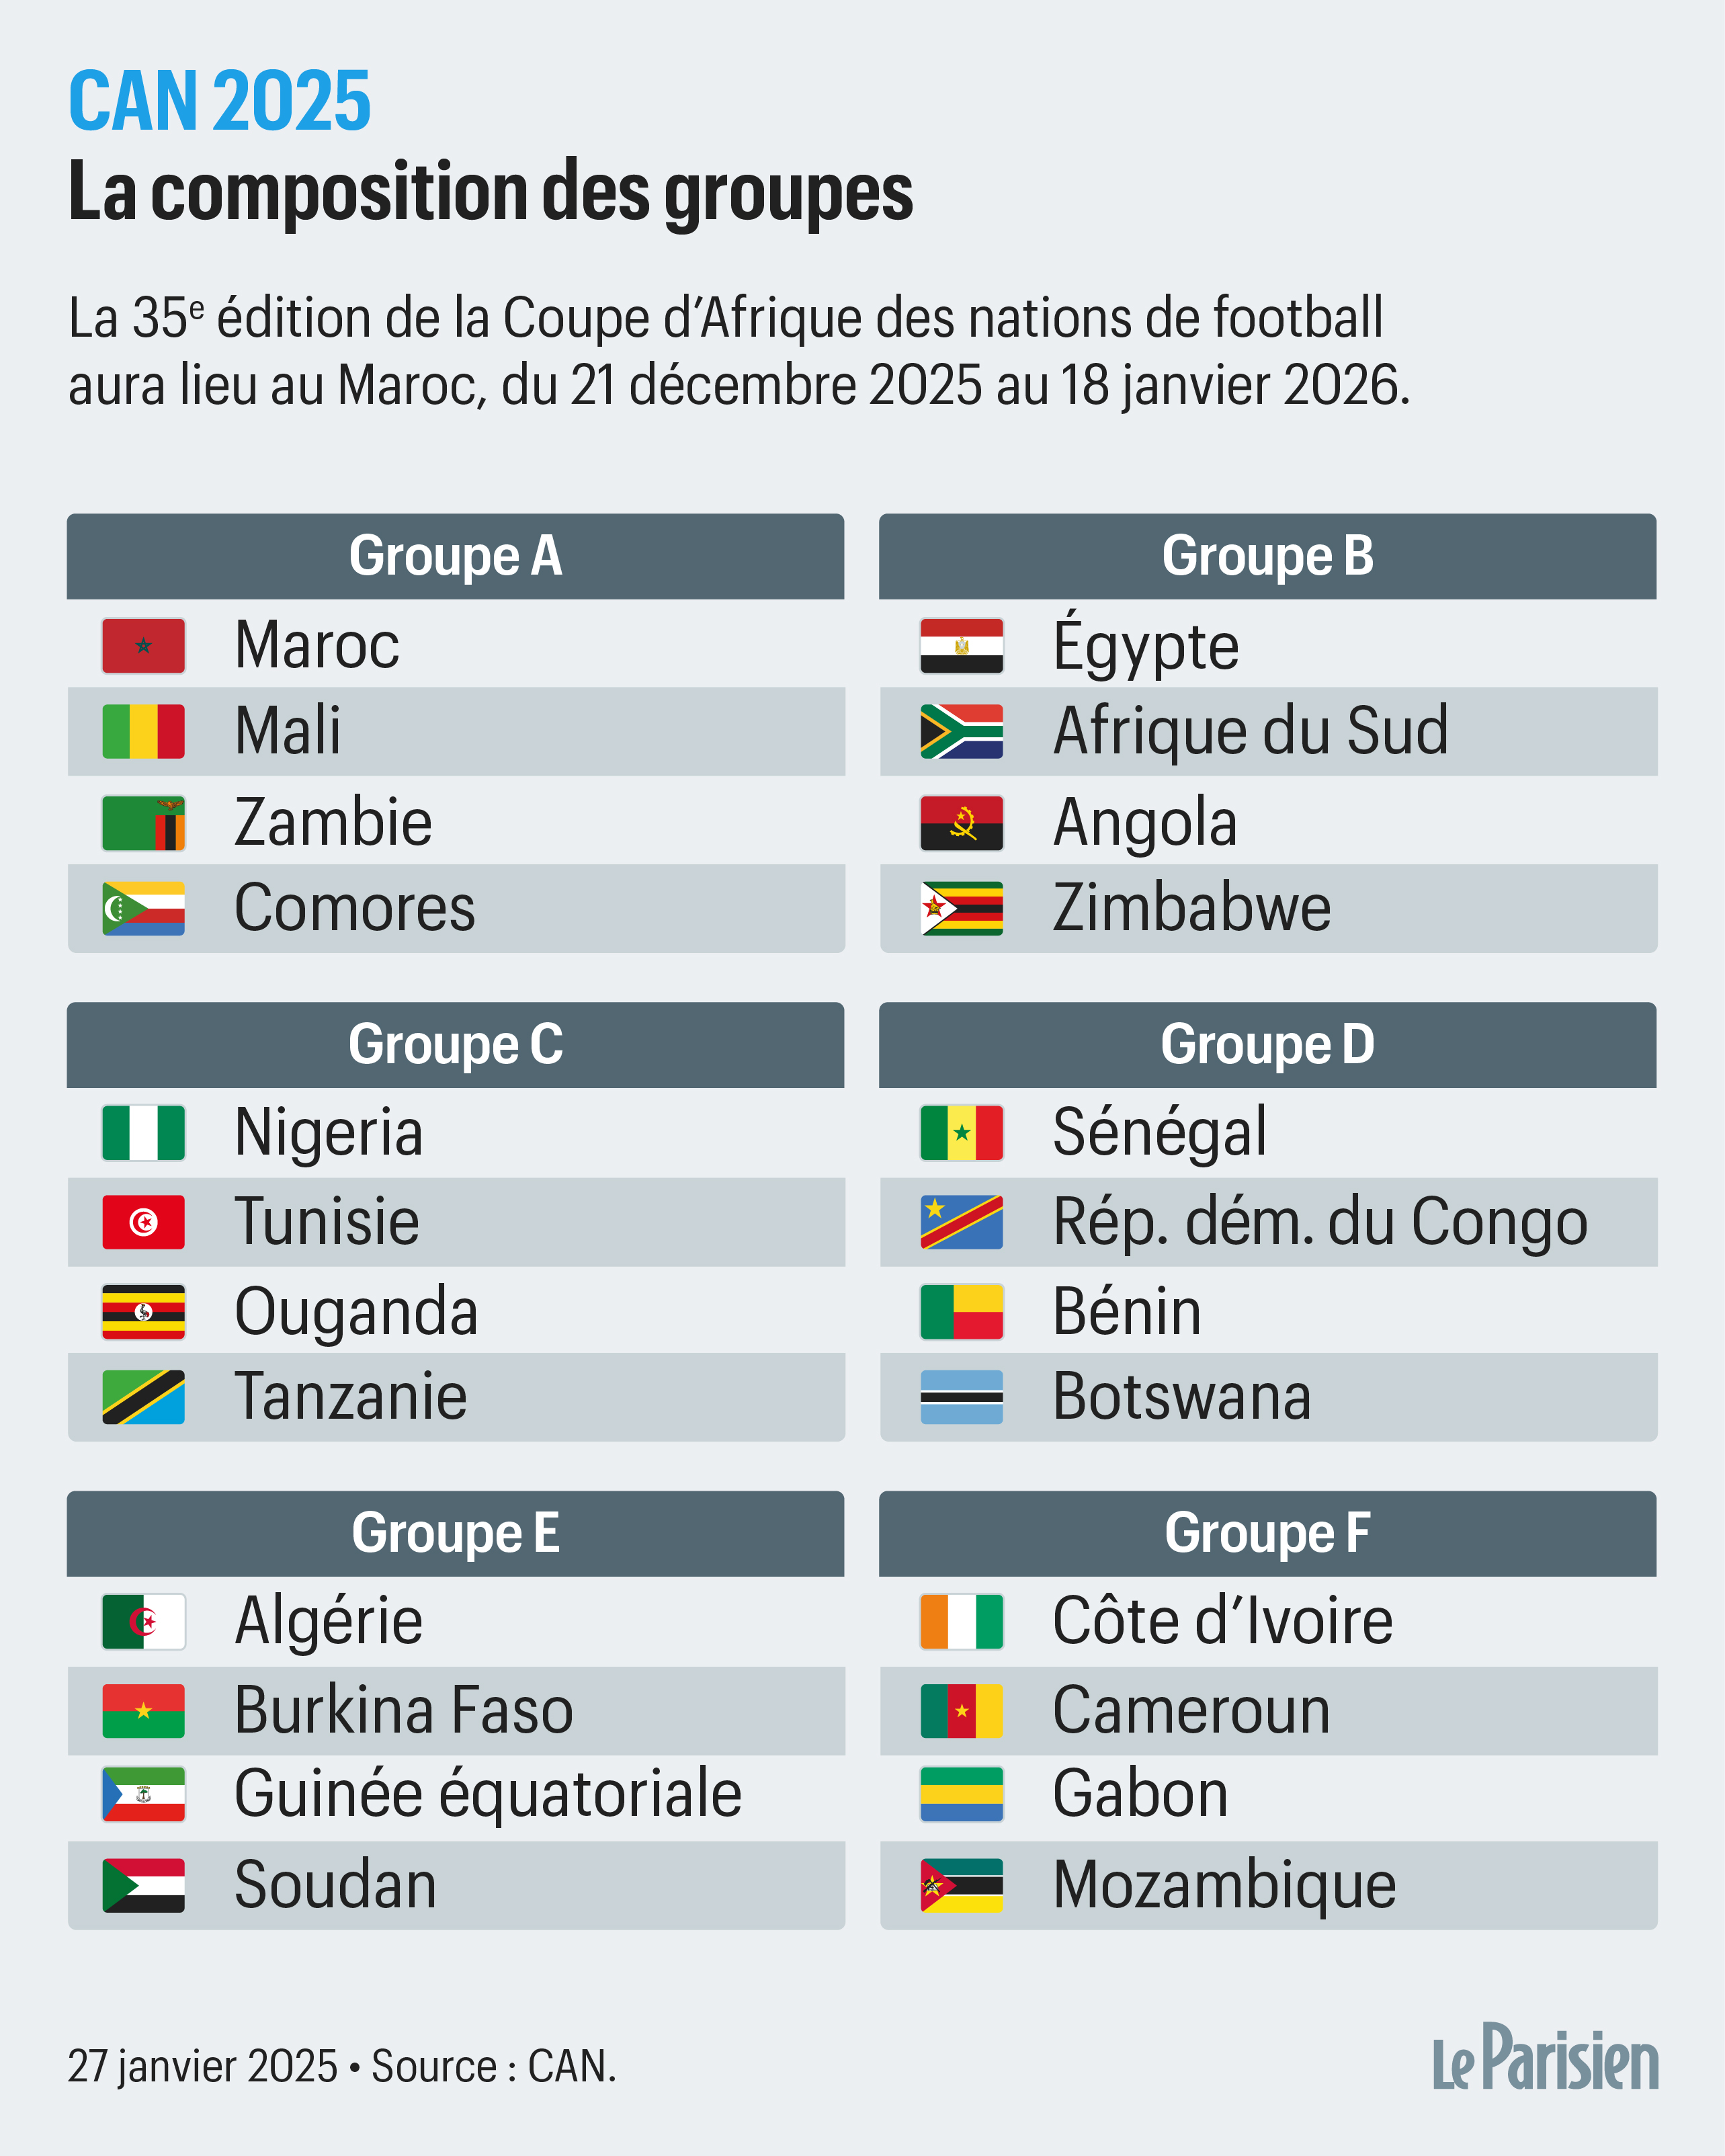 CAN 2025
La composition des groupes
La 35e édition de la Coupe d’Afrique des nations de football
aura lieu au Maroc, du 21 décembre 2025 au 18 janvier 2026.
Groupe A
Maroc
Mali
Zambie
Comores
Groupe B
Égypte
Afrique du Sud
Angola
Zimbabwe
Groupe C
Nigeria
Tunisie
Ouganda
Tanzanie
Groupe D
Sénégal
Rép. dém. du Congo
Bénin
Botswana
Groupe E
Algérie
Burkina Faso
Guinée équatoriale
Soudan
Groupe F
Côte d’Ivoire
Cameroun
Gabon
Mozambique
27 janvier 2025 • Source : CAN.
Le Parisien